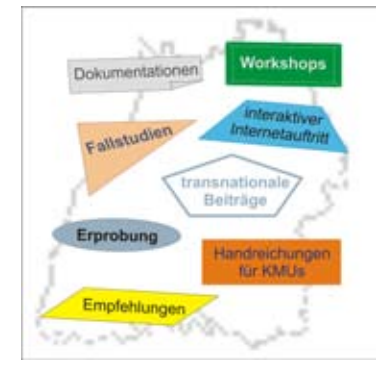 Dokumentationen
Workshops
Fallstudien
interaktiver
Internetauftritt
transnationale
Beiträge
Erprobung
Handreichungen
für KMUs
Empfehlungen